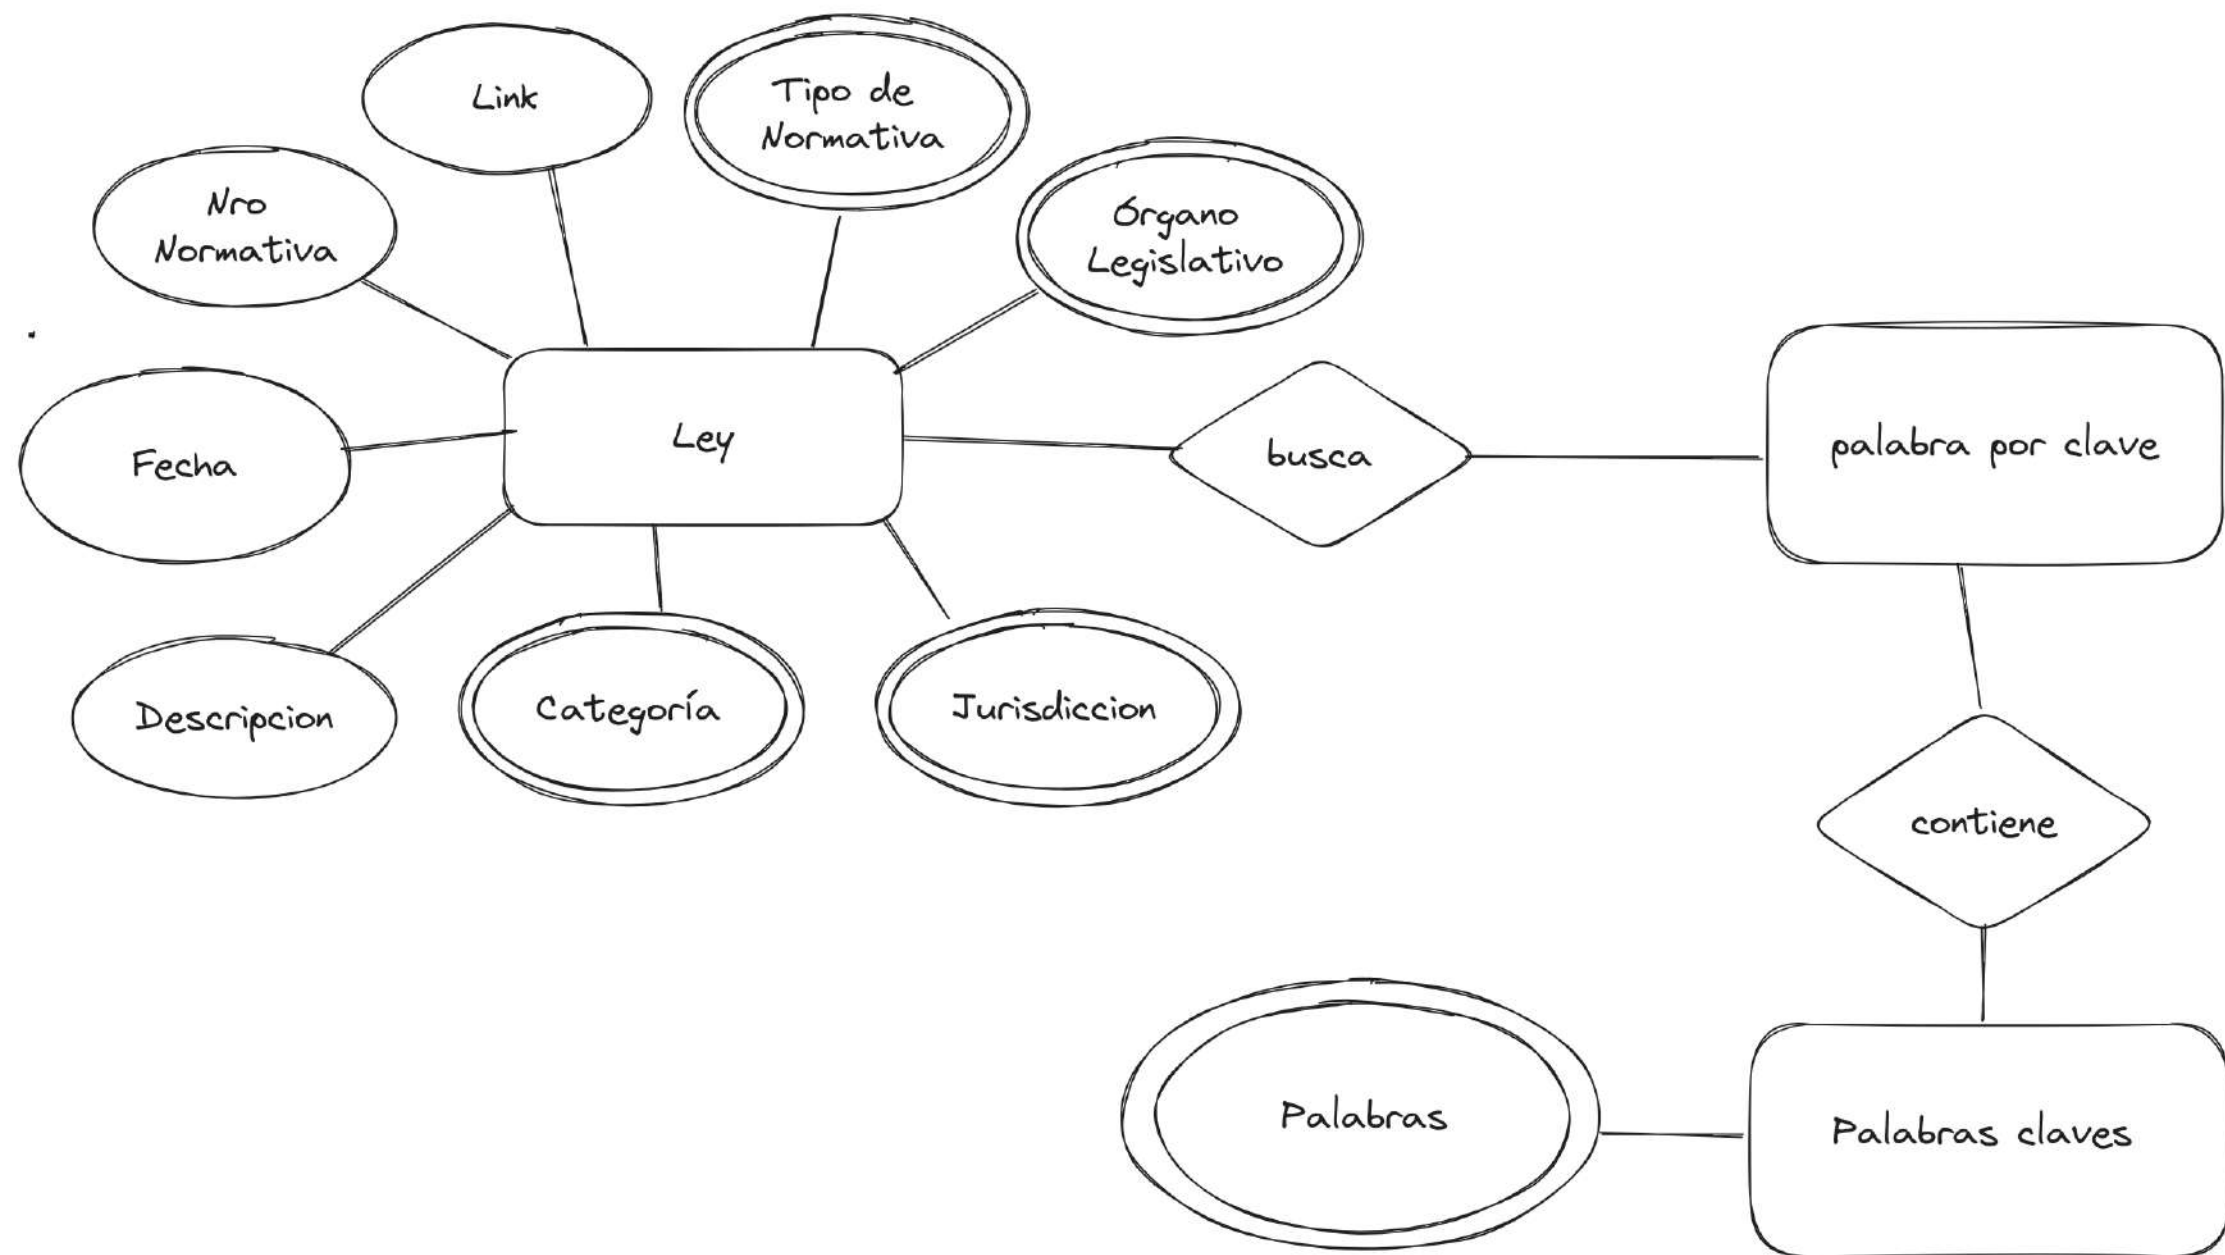 Link
Tipo de
Normativa
Nro
Normativa
Órgano
Legislativo
Ley
busca
palabra por clave
Fecha
Descripcion
Categoría
Jurisdiccion
contiene
Palabras
Palabras claves